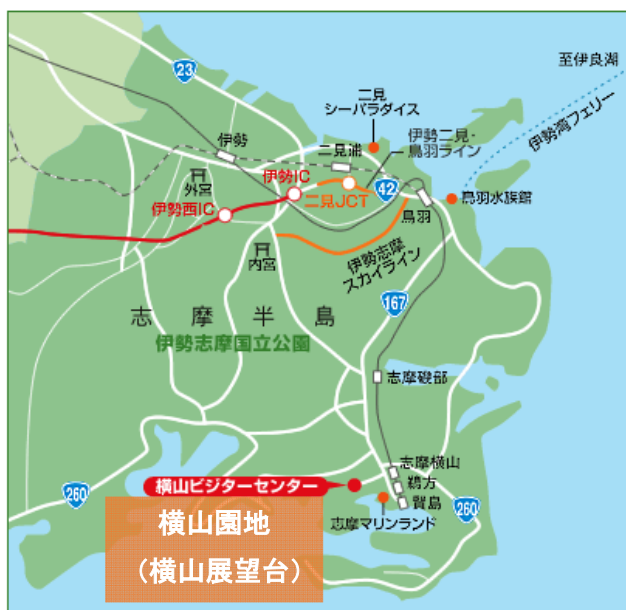 至伊良湖
伊勢湾フェリー
23
二見
シーパラダイス
伊勢二見・
鳥羽ライン
伊勢
二見浦
外宮
伊勢IC
伊勢西IC
二見JCT
42
鳥羽
鳥羽水族館
内宮
伊勢志摩
スカイライン
167
志摩半島
伊勢志摩国立公園
志摩磯部
志摩横山
横山ビジターセンター
鵜方
賢島
志摩マリンランド
260
260
横山園地
（横山展望台）